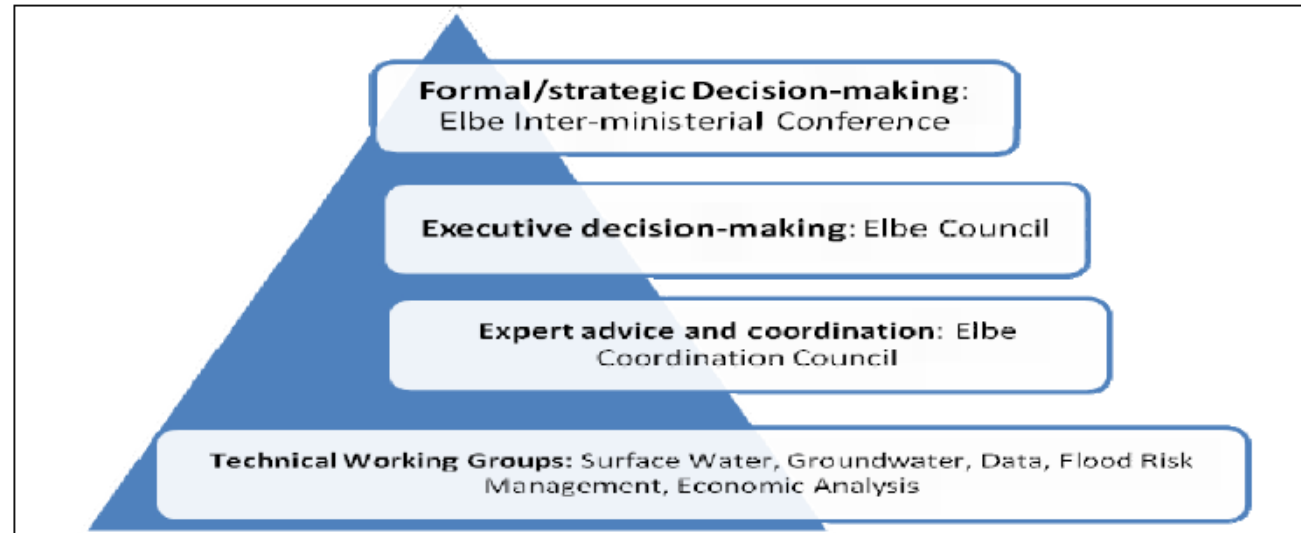 Formal/strategic Decision-making:
Elbe Inter-ministerial Conference
Executive decision-making: Elbe Council
Expert advice and coordination: Elbe
Coordination Council
Technical Working Groups: Surface Water, Groundwater, Data, Flood Risk
Management, Economic Analysis